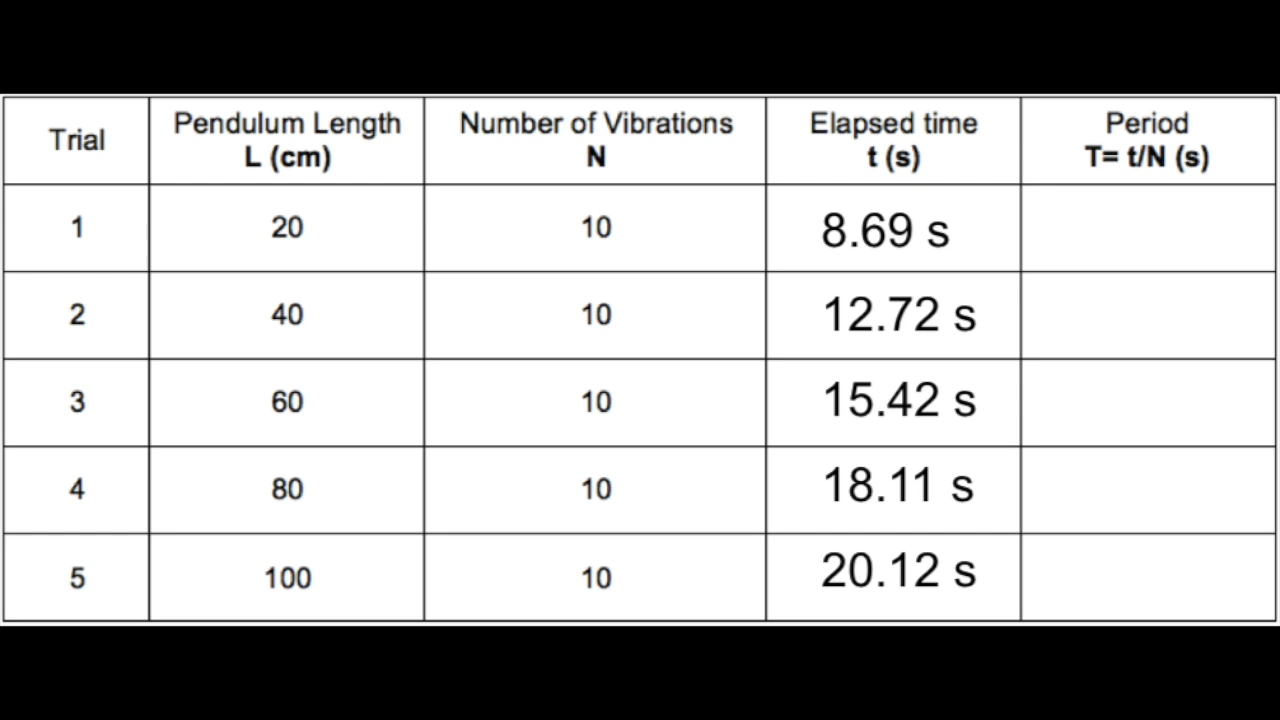 Trial Pendulum Length Number of Vibrations Elapsed time Period
L (cm) N t (s) T= t/N (s)
1 20 10 8.69 s
2 40 10 12.72 s
3 60 10 15.42 s
4 80 10 18.11 s
5 100 10 20.12 s